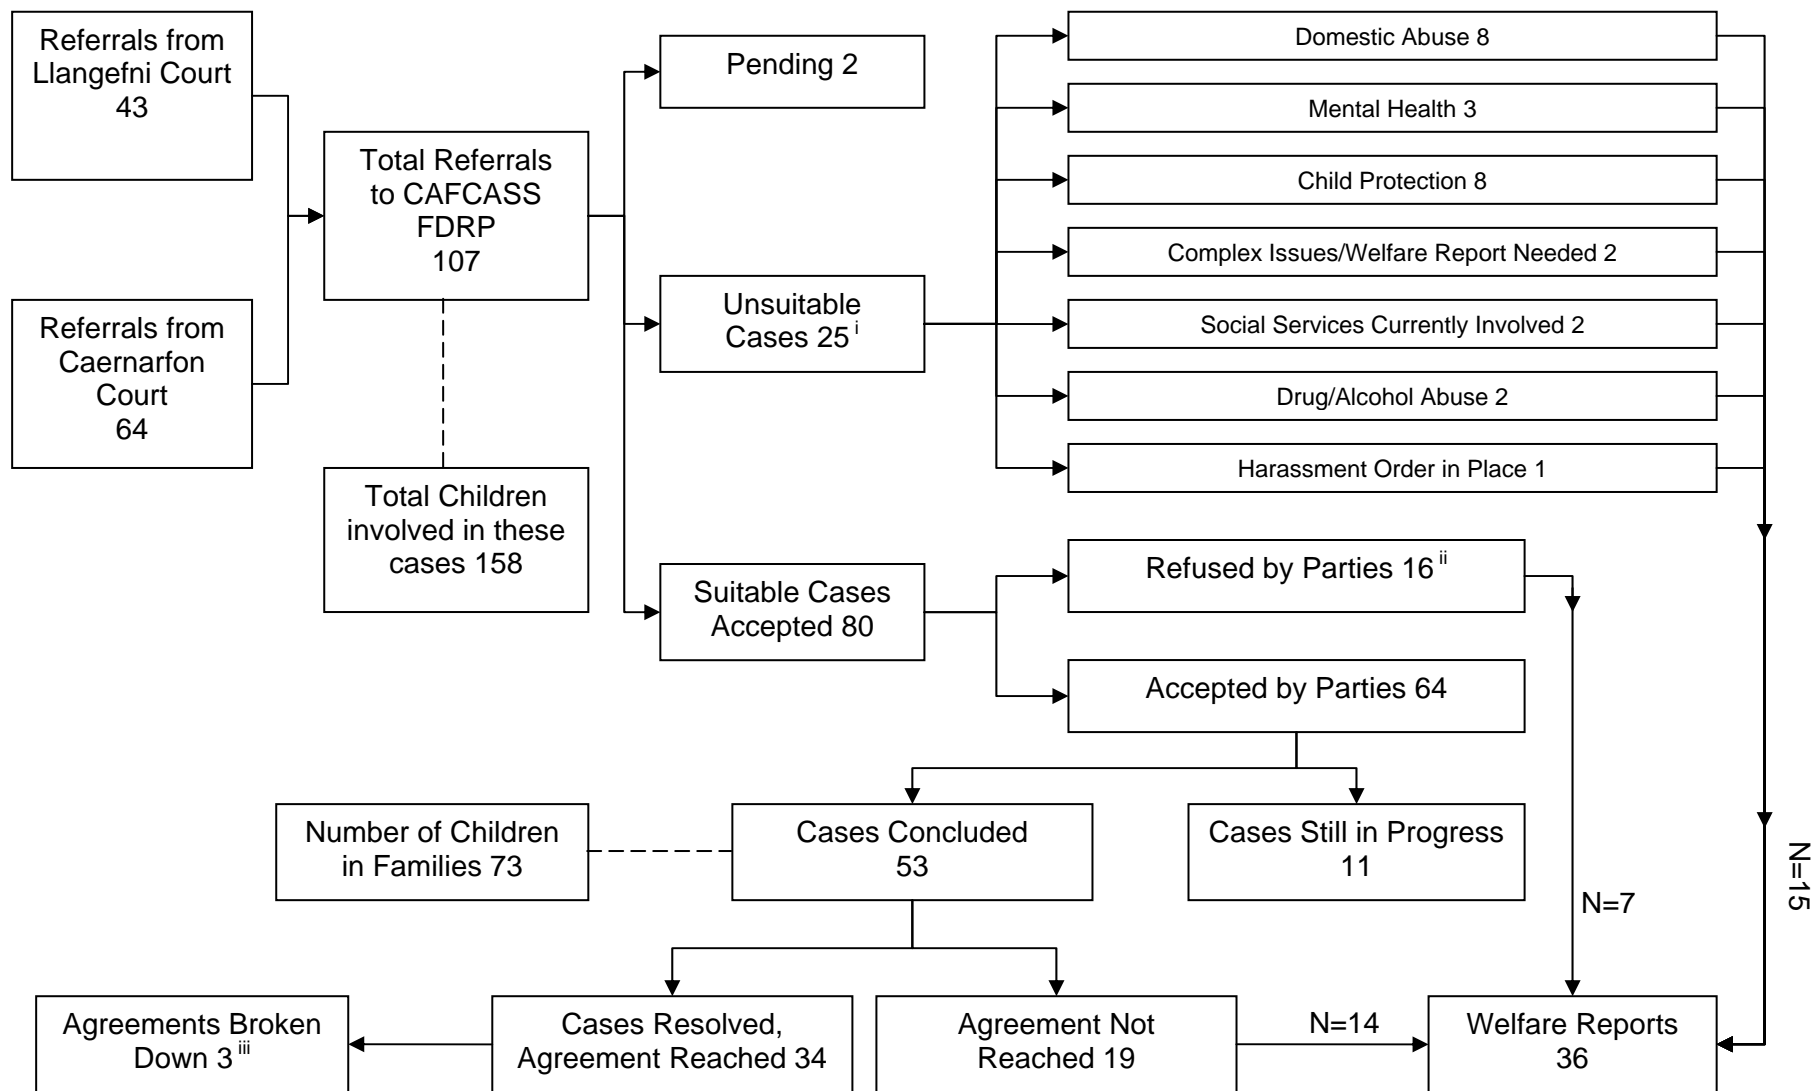 Referrals from
Llangefni Court
43
Referrals from
Caernarfon
Court
64
Total Referrals
to CAFCASS
FDRP
107
Total Children
involved in these
cases 158
Pending 2
Unsuitable
Cases 25 i
Suitable Cases
Accepted 80
Domestic Abuse 8
Mental Health 3
Child Protection 8
Complex Issues/Welfare Report Needed 2
Social Services Currently Involved 2
Drug/Alcohol Abuse 2
Harassment Order in Place 1
Refused by Parties 16 ii
Accepted by Parties 64
Number of Children
in Families 73
Cases Concluded
53
Cases Still in Progress
11
N=7
N=15
Agreements Broken
Down 3 iii
Cases Resolved,
Agreement Reached 34
Agreement Not
Reached 19
N=14
Welfare Reports
36